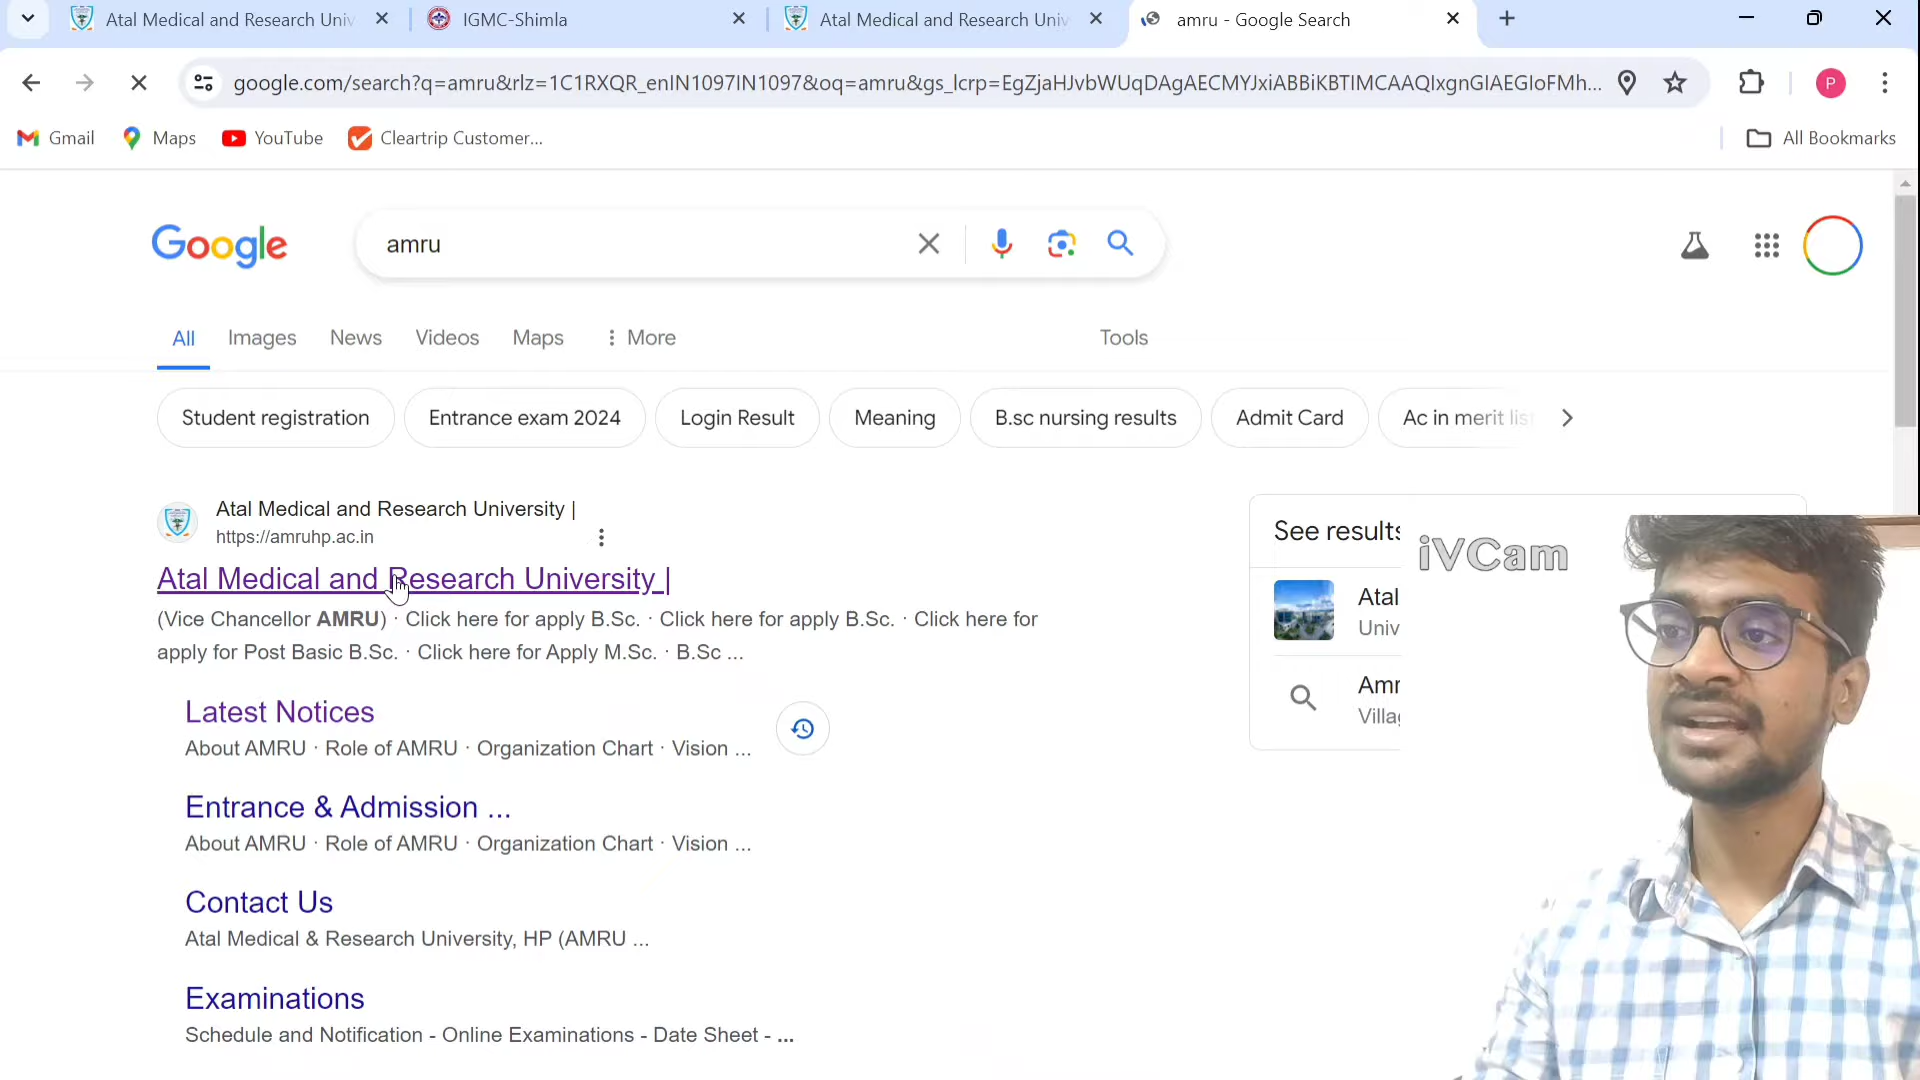 Atal Medical and Research Univ
IGMC-Shimla
Atal Medical and Research Univ
amru - Google Search
google.com/search?q=amru&rlz=1C1RXQR_enIN1097IN1097&oq=amru&gs_lcrp=EgZjaHJvbWUqDAgAECMYJxiABBiKBTIMCAAQIxgnGIAEGIoFMh...
P
Gmail
Maps
YouTube
Cleartrip Customer...
All Bookmarks
Google
amru
All
Images
News
Videos
Maps
More
Tools
Student registration
Entrance exam 2024
Login Result
Meaning
B.sc nursing results
Admit Card
Ac in merit lis
Atal Medical and Research University |
https://amruhp.ac.in
Atal Medical and Research University |
(Vice Chancellor AMRU) · Click here for apply B.Sc. · Click here for apply B.Sc. · Click here for
apply for Post Basic B.Sc. · Click here for Apply M.Sc. · B.Sc ...
Latest Notices
About AMRU · Role of AMRU · Organization Chart · Vision ...
Entrance & Admission ...
About AMRU · Role of AMRU · Organization Chart · Vision ...
Contact Us
Atal Medical & Research University, HP (AMRU ...
Examinations
Schedule and Notification - Online Examinations - Date Sheet - ...
See results
Atal
Univ
Amr
Villag
iVCam